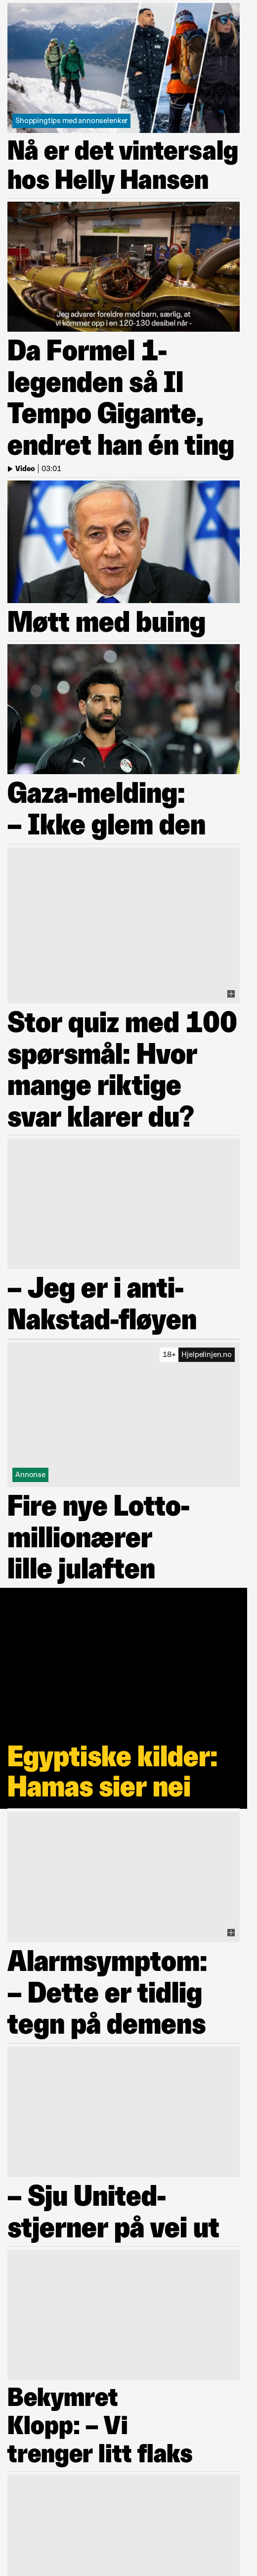 Shoppingtips med annonselenker
Nå er det vintersalg
hos Helly Hansen
Jeg advarer foreldre med barn, særlig, at
vi kommer opp i en 120-130 desibel når -
Da Formel 1-
legenden så Il
Tempo Gigante,
endret han én ting
Video | 03:01
Møtt med buing
Gaza-melding:
– Ikke glem den
Stor quiz med 100
spørsmål: Hvor
mange riktige
svar klarer du?
– Jeg er i anti-
Nakstad-fløyen
18+ Hjelpelinjen.no
Annonse
Fire nye Lotto-
millionærer
lille julaften
Egyptiske kilder:
Hamas sier nei
Alarmsymptom:
– Dette er tidlig
tegn på demens
– Sju United-
stjerner på vei ut
Bekymret
Klopp: – Vi
trenger litt flaks